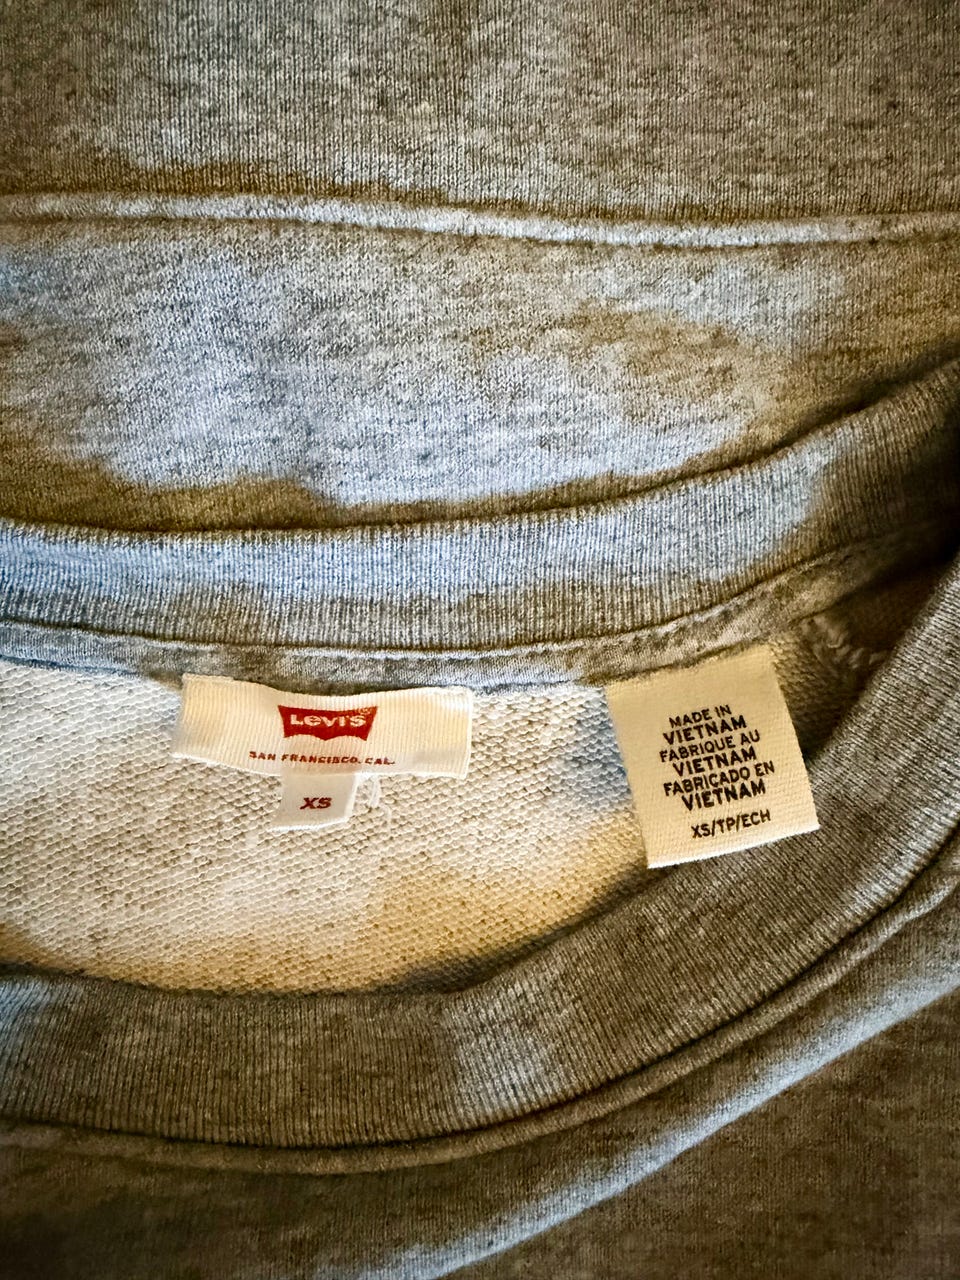 Levi's®
SAN FRANCISCO, CAL.
XS
MADE IN
VIETNAM
FABRIQUE AU
VIETNAM
FABRICADO EN
VIETNAM
XS/TP/ECH